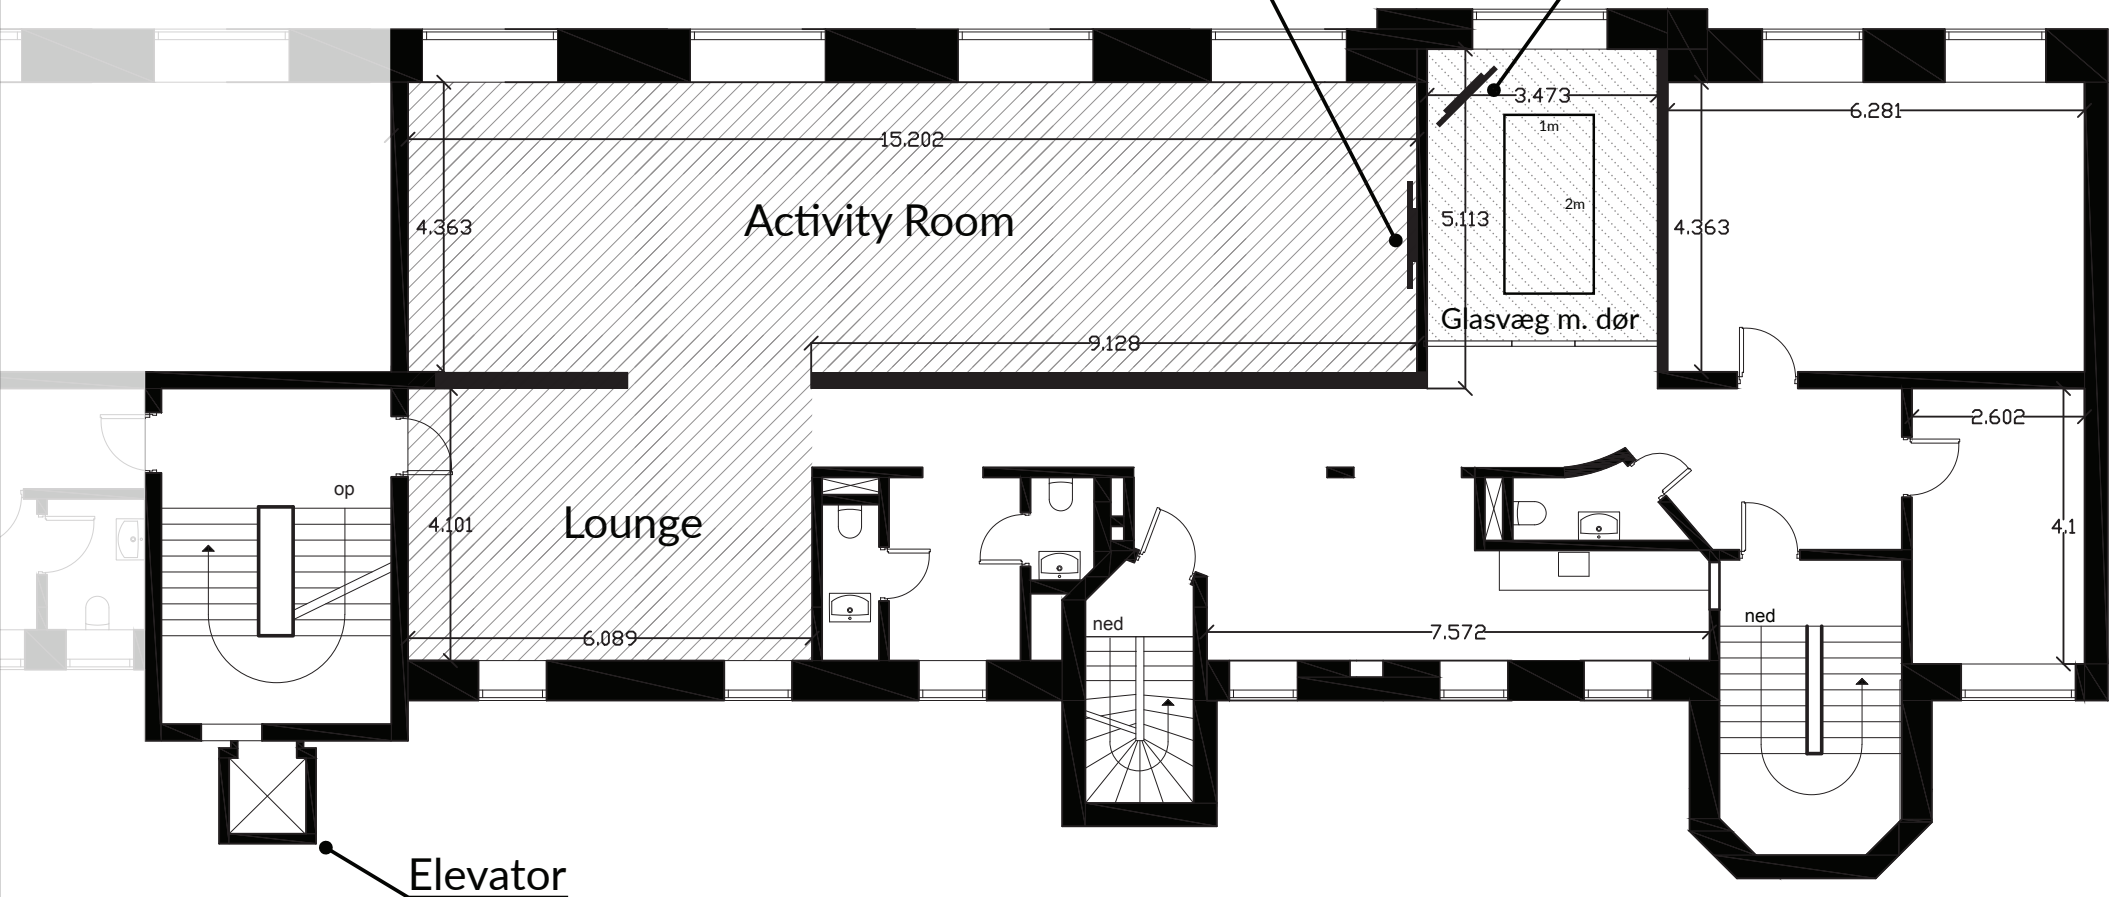 3.473
6.281
1m
15.202
2m
Activity Room
4.363
5.113
4.363
Glasvæg m. dør
9.128
2.602
op
4.101
Lounge
4.1
ned
ned
6.089
7.572
Elevator